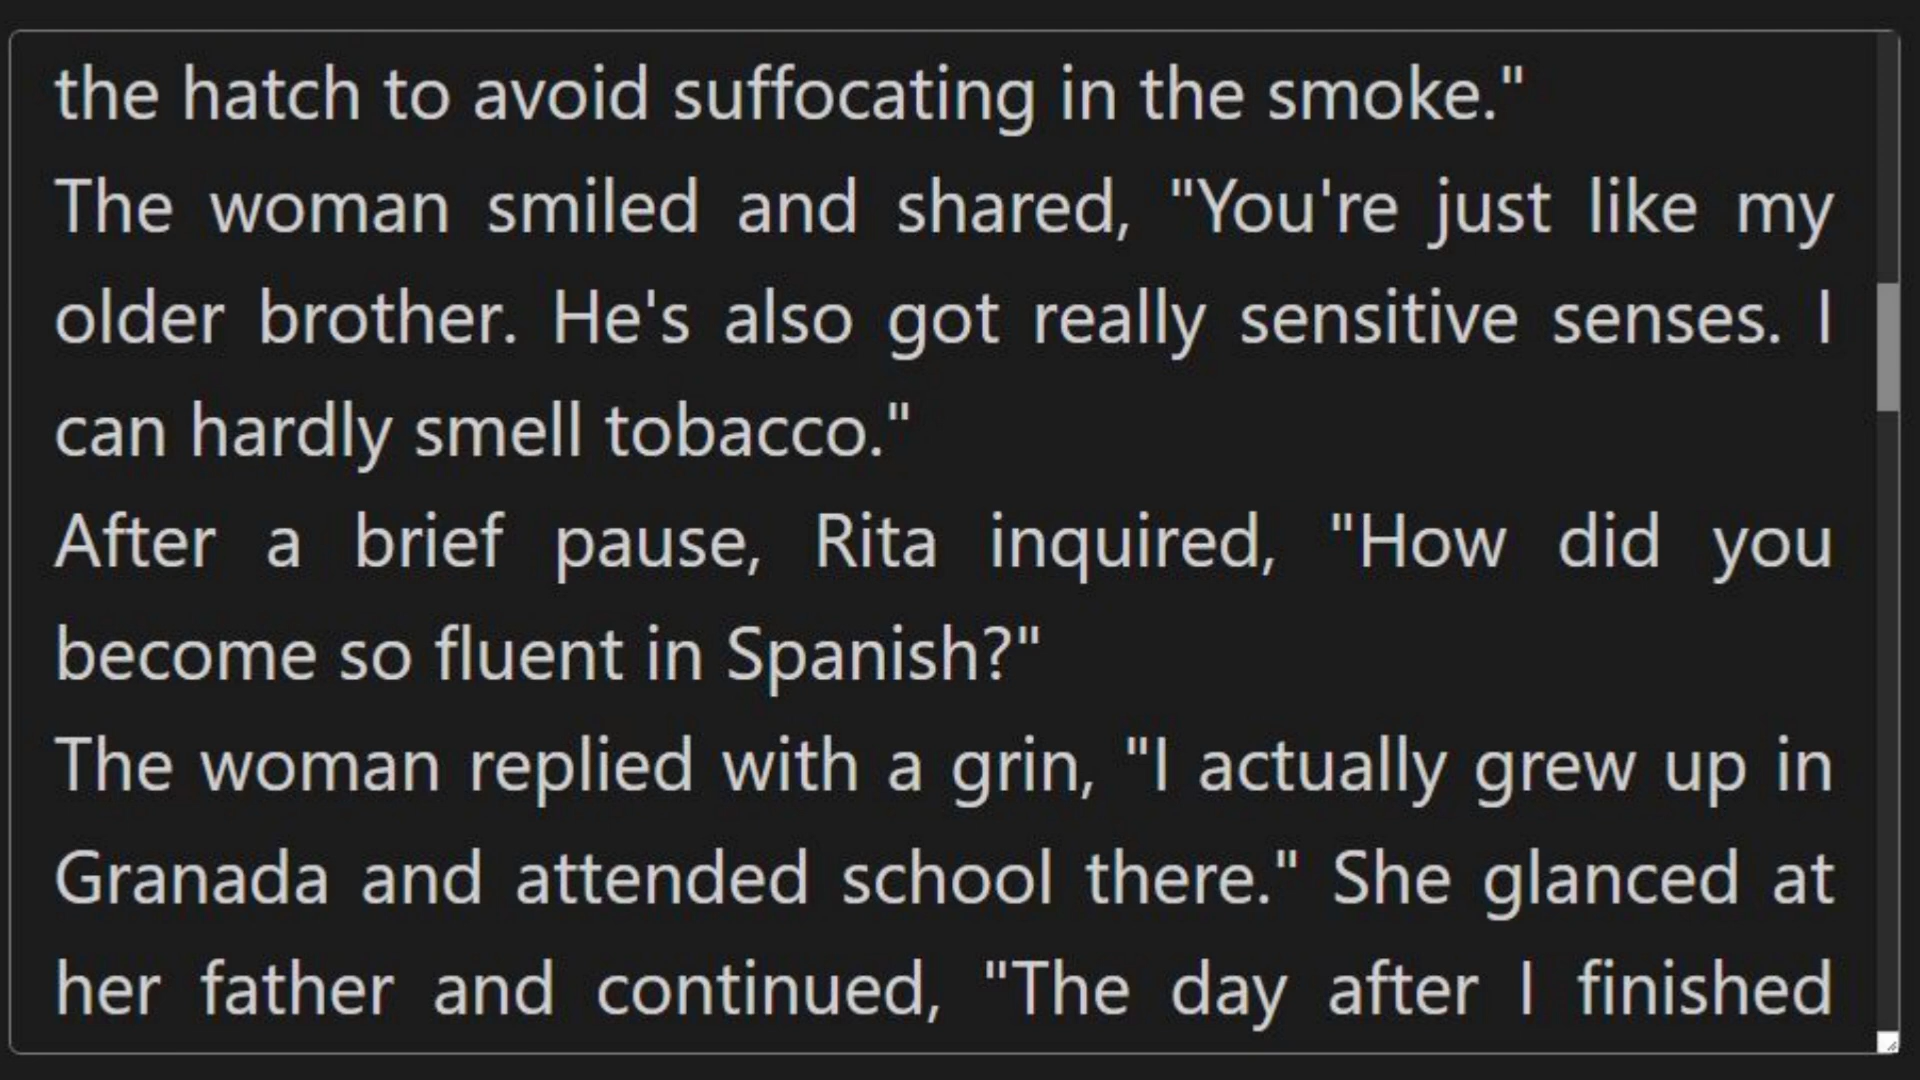 the hatch to avoid suffocating in the smoke."
The woman smiled and shared, "You're just like my
older brother. He's also got really sensitive senses. I
can hardly smell tobacco."
After a brief pause, Rita inquired, "How did you
become so fluent in Spanish?"
The woman replied with a grin, "I actually grew up in
Granada and attended school there." She glanced at
her father and continued, "The day after I finished